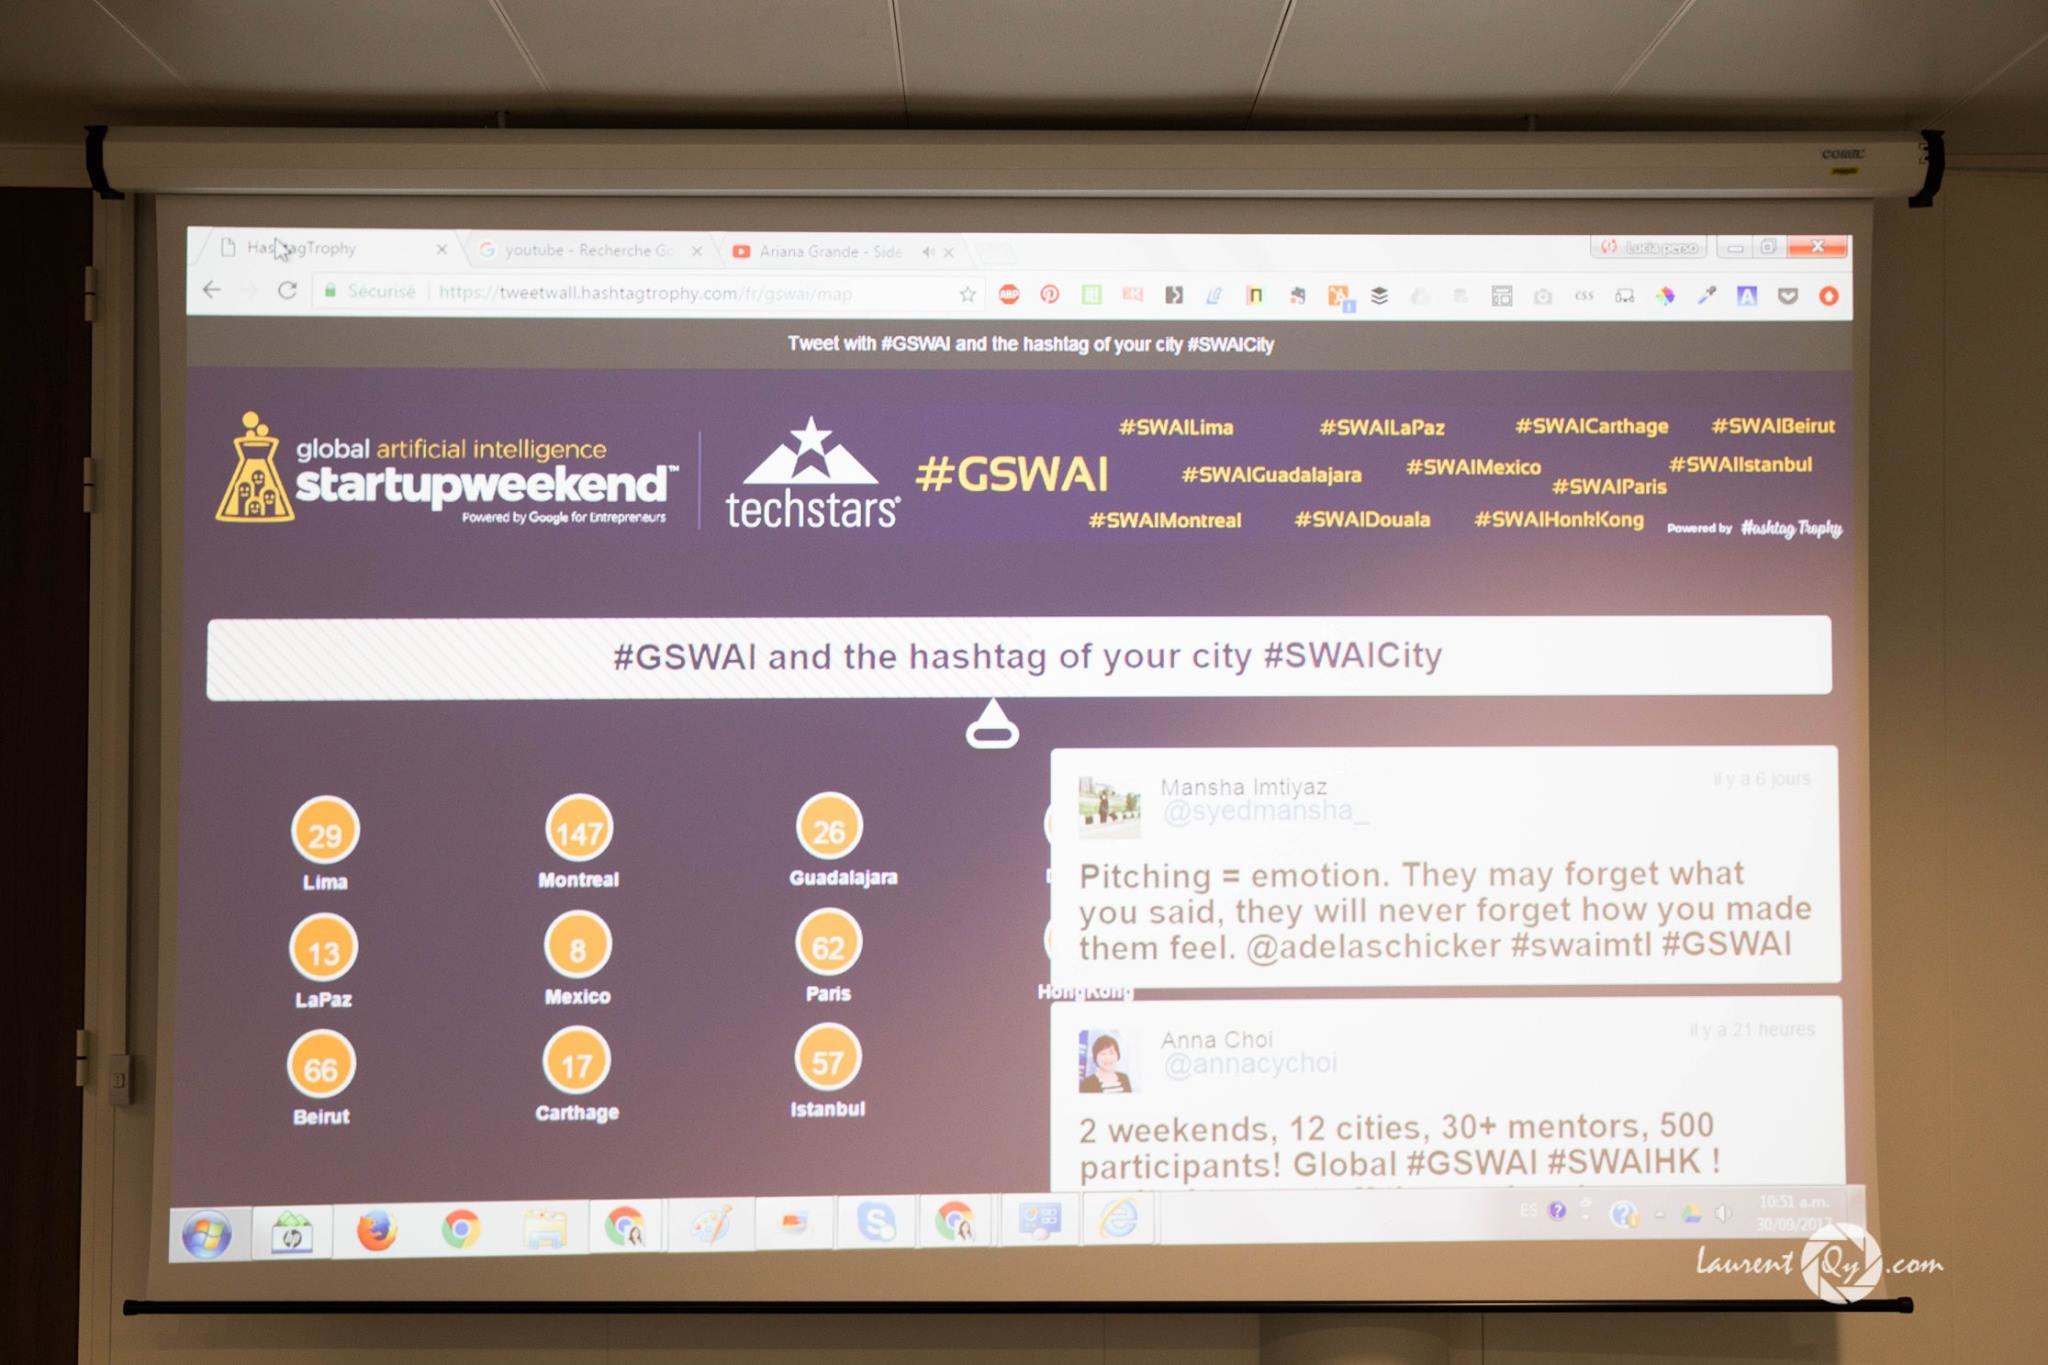 COMIC
HashtagTrophy
youtube - Recherche Go
Ariana Grande - Side
Lucia perso
Sécurisé
https://tweetwall.hashtagtrophy.com/fr/gswai/map
ABP
css
Tweet with #GSWAI and the hashtag of your city #SWAICity
global artificial intelligence
startupweekend™
Powered by Google for Entrepreneurs
techstars®
#GSWAI
#SWAILima #SWAILaPaz #SWAICarthage #SWAIBeirut
#SWAIGuadalajara #SWAIMexico #SWAIIstanbul
#SWAIParis
#SWAIMontreal #SWAIDouala #SWAIHonkKong
Powered by Hashtag Trophy
#GSWAI and the hashtag of your city #SWAICity
29
Lima
147
Montreal
26
Guadalajara
13
LaPaz
8
Mexico
62
Paris
HongKong
66
Beirut
17
Carthage
57
Istanbul
Mansha Imtiyaz
il y a 6 jours
@syedmansha_
Pitching = emotion. They may forget what
you said, they will never forget how you made
them feel. @adelaschicker #swaimtl #GSWAI
Anna Choi
il y a 21 heures
@annacychoi
2 weekends, 12 cities, 30+ mentors, 500
participants! Global #GSWAI #SWAIHK !
hp
ES
10:51 a.m.
30/09/2017
Laurent Qy .com